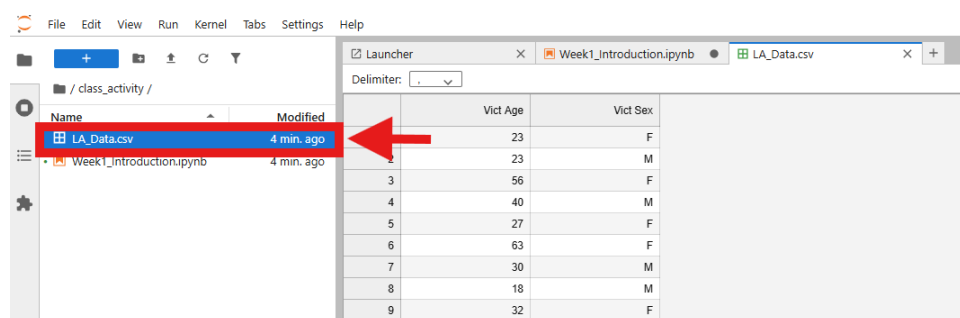 File Edit View Run Kernel Tabs Settings Help
Launcher × Week1_Introduction.ipynb ● LA_Data.csv × +
Delimiter: ,
/ class_activity /
Name Modified
LA_Data.csv 4 min. ago
Week1_Introduction.ipynb 4 min. ago
Vict Age Vict Sex
23 F
2 23 M
3 56 F
4 40 M
5 27 F
6 63 F
7 30 M
8 18 M
9 32 F